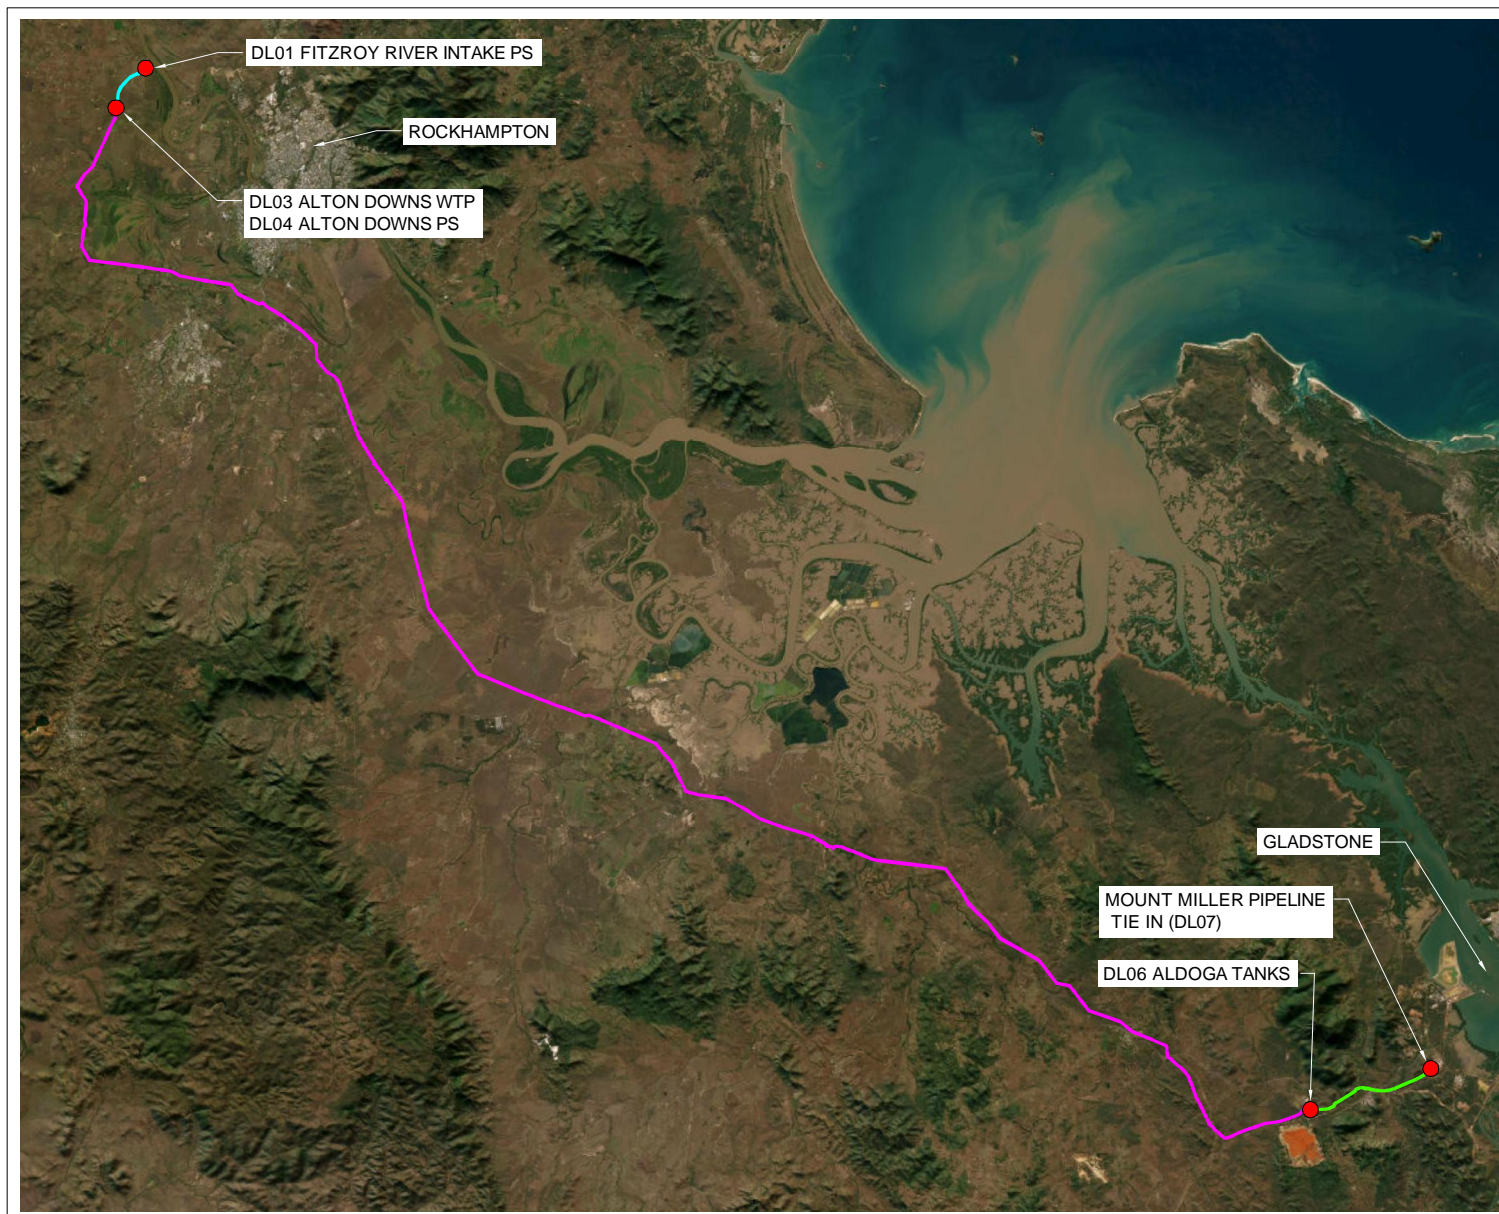 DL01 FITZROY RIVER INTAKE PS
ROCKHAMPTON
DL03 ALTON DOWNS WTP
DL04 ALTON DOWNS PS
GLADSTONE
MOUNT MILLER PIPELINE
TIE IN (DL07)
DL06 ALDOGA TANKS